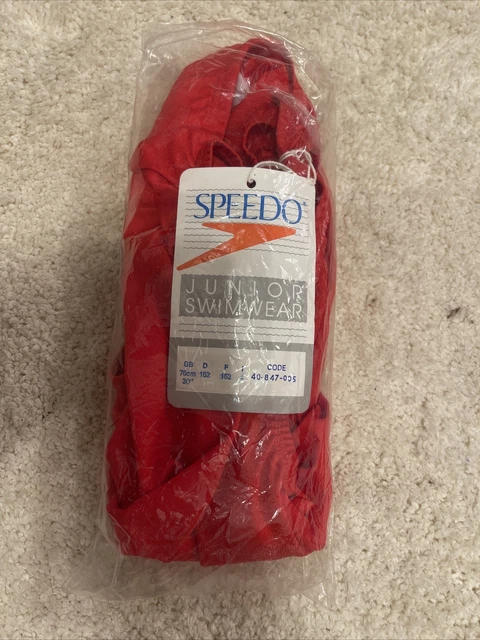 SPEEDO
JUNIOR
SWIMWEAR
GB D F CODE
76cm 152 152 40-847-005
30"